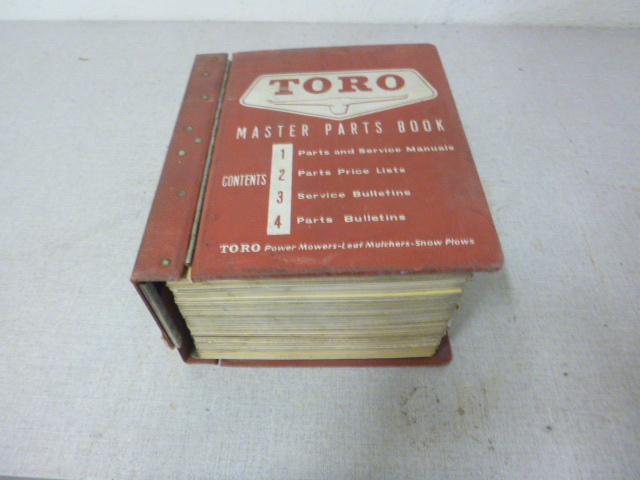 TORO
MASTER PARTS BOOK
CONTENTS
1 Parts and Service Manuals
2 Parts Price Lists
3 Service Bulletins
4 Parts Bulletins
TORO Power Mowers-Leaf Mulchers-Snow Plows